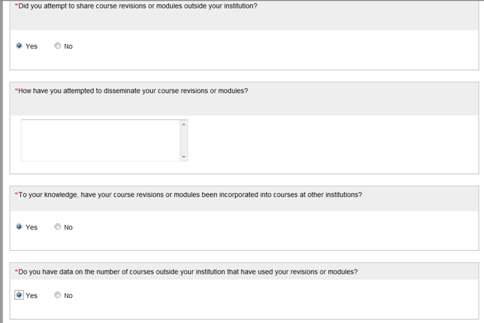 *Did you attempt to share course revisions or modules outside your institution?
Yes No
*How have you attempted to disseminate your course revisions or modules?
*To your knowledge, have your course revisions or modules been incorporated into courses at other institutions?
Yes No
*Do you have data on the number of courses outside your institution that have used your revisions or modules?
Yes No